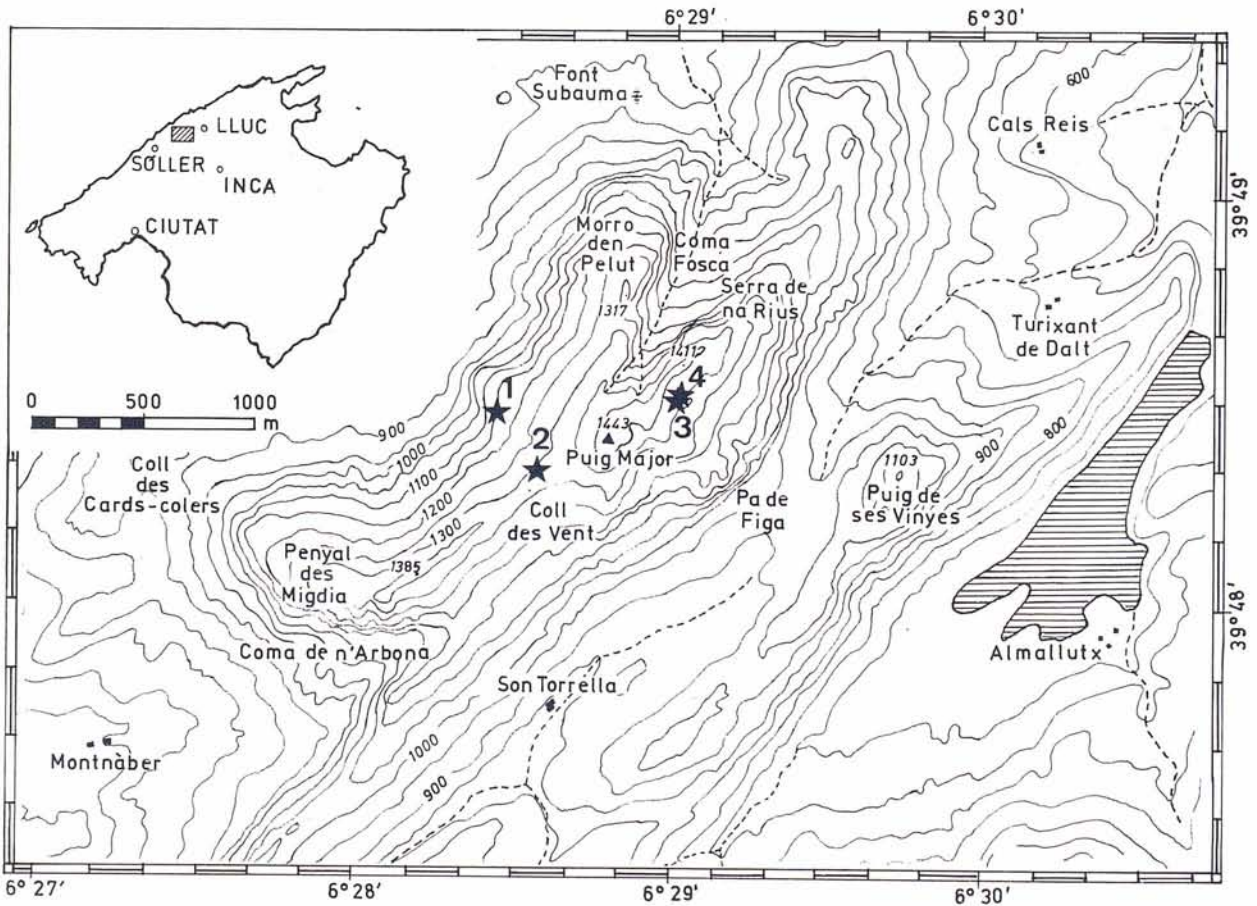 6°29'
6°30'
Font
Subauma
600
Cals Reis
LLUC
SOLLER
INCA
CIUTAT
39°49'
Morro
den
Pelut
Coma
Fosca
Serra de
na Rius
1317
Turixant
de Dalt
0 500 1000
m
1
4
3
2
1443
Puig Major
900
1000
1100
1200
1300
Coll
des
Cards-colers
Coll
des Vent
Pa de
Figa
1103
Puig de
ses Vinyes
900
800
Penyal
des
Migdia
1385
39°48'
Coma de n'Arbona
Almallutx
Son Torrella
Montnàber
1000
900
6°27'
6°28'
6°29'
6°30'